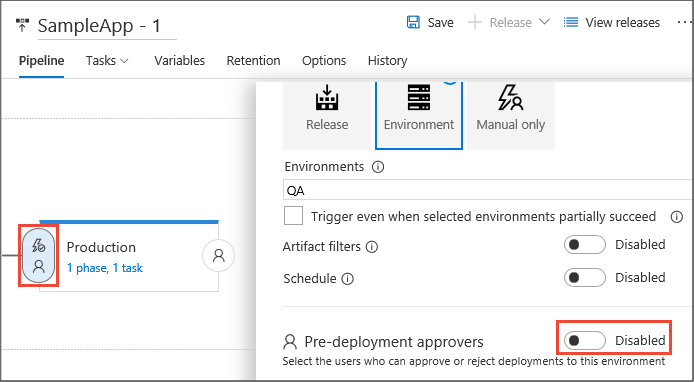 SampleApp - 1
Save
Release
View releases
...
Pipeline
Tasks
Variables
Retention
Options
History
Release
Environment
Manual only
Environments
QA
Trigger even when selected environments partially succeed
Artifact filters
Disabled
Schedule
Disabled
Production
1 phase, 1 task
Pre-deployment approvers
Disabled
Select the users who can approve or reject deployments to this environment